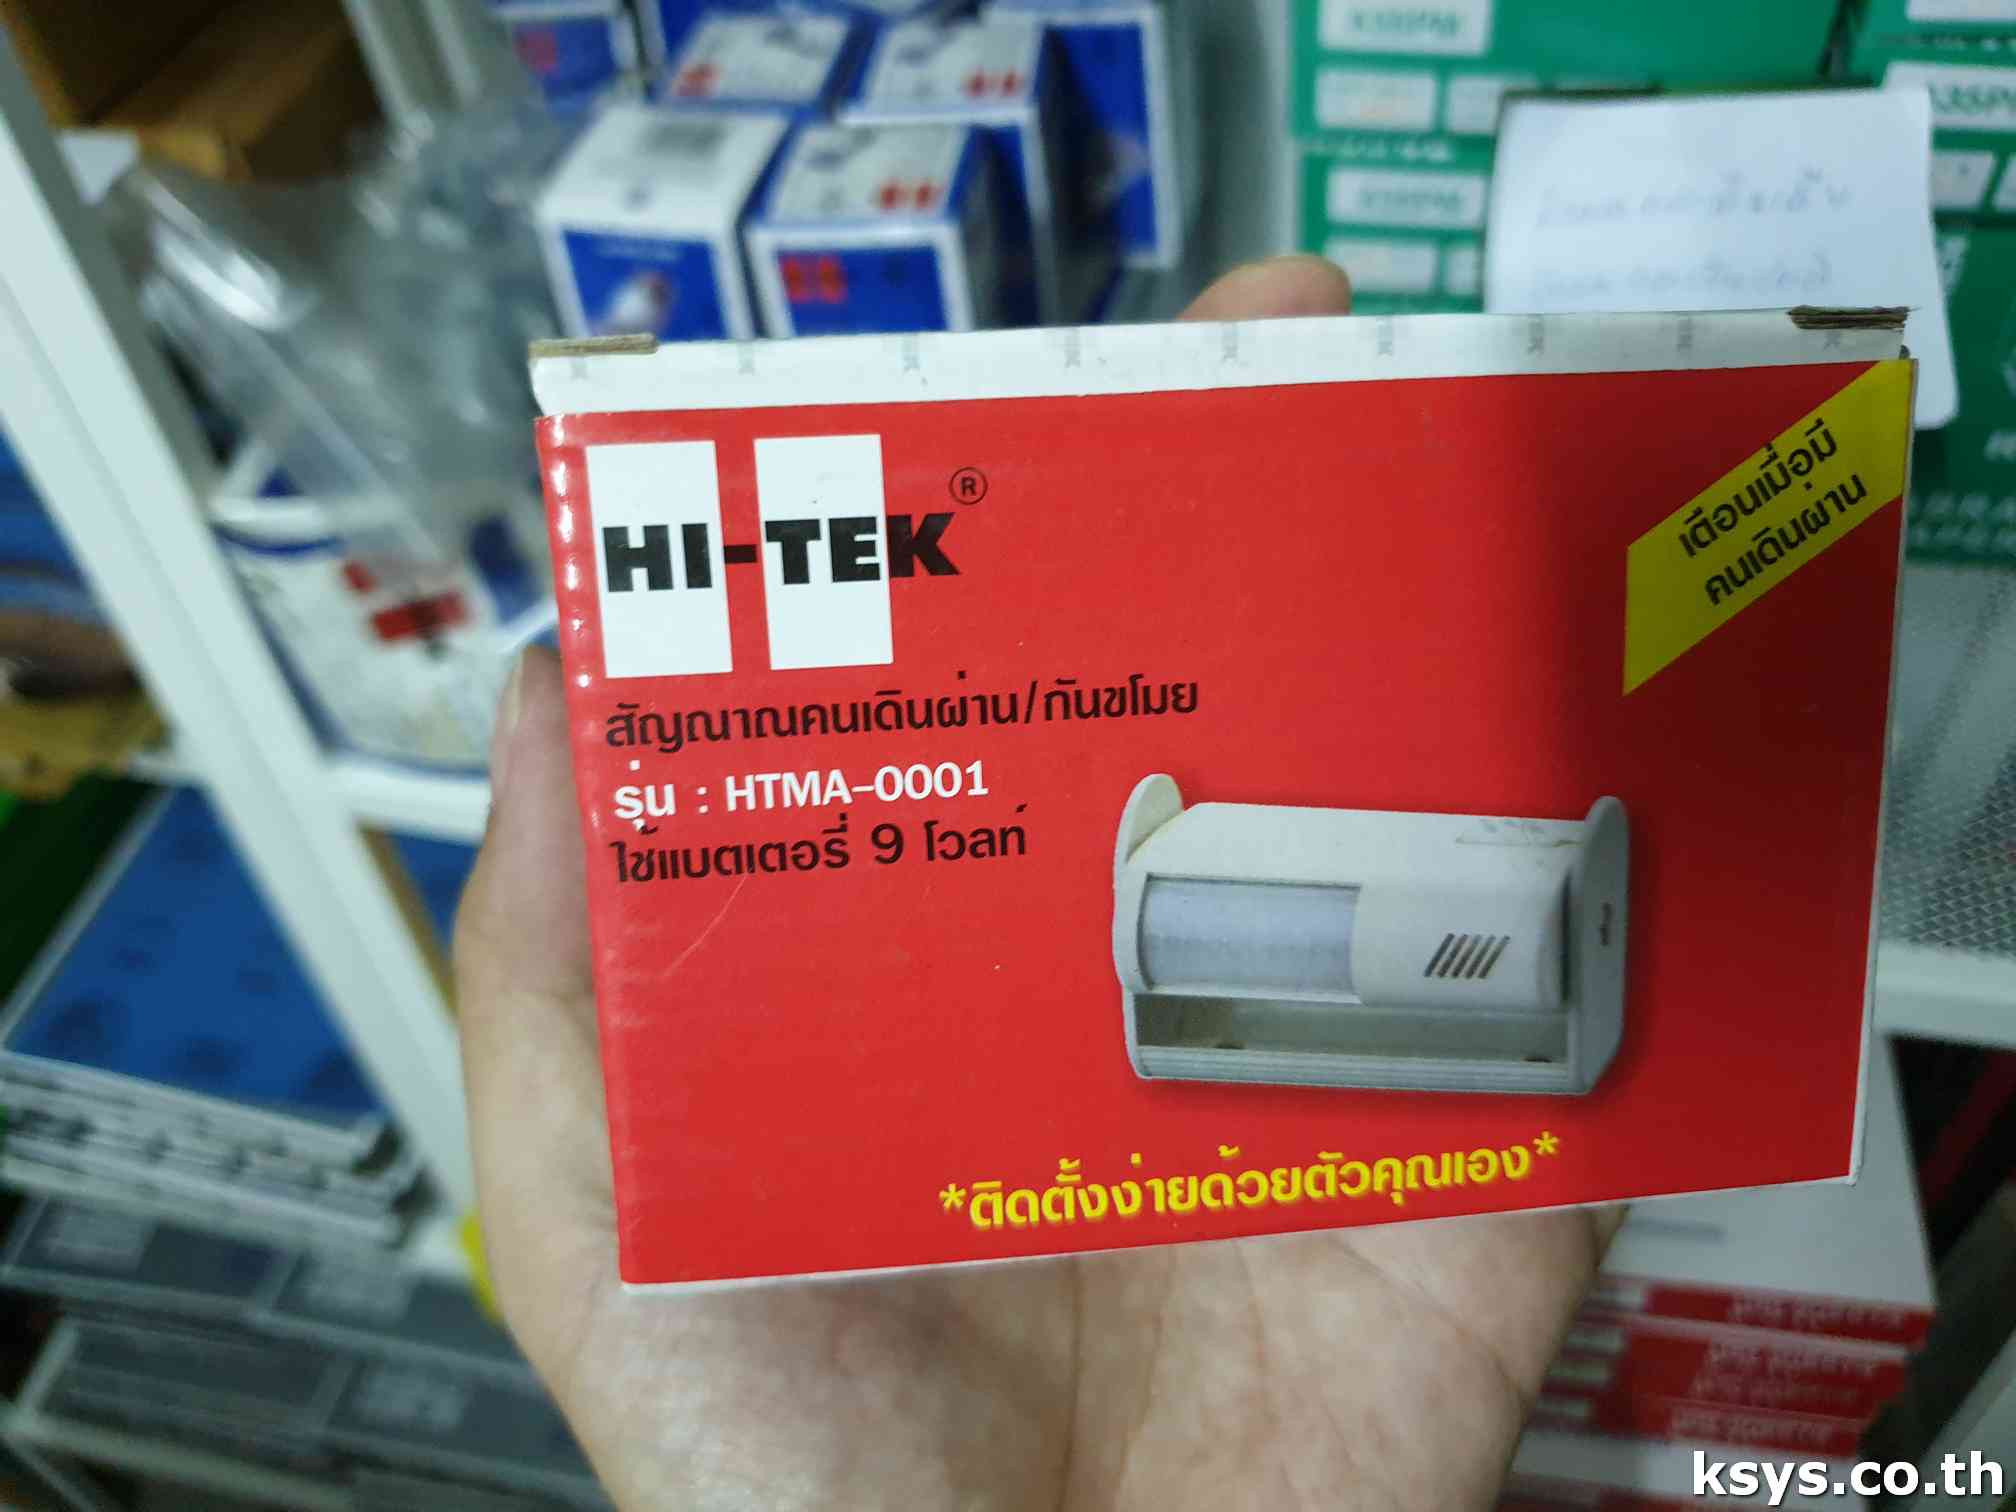 HI-TEK ®
เตือนเมื่อมี
คนเดินผ่าน
สัญญาณคนเดินผ่าน/กันขโมย
รุ่น : HTMA-0001
ใช้แบตเตอรี่ 9 โวลท์
*ติดตั้งง่ายด้วยตัวคุณเอง*
ksys.co.th